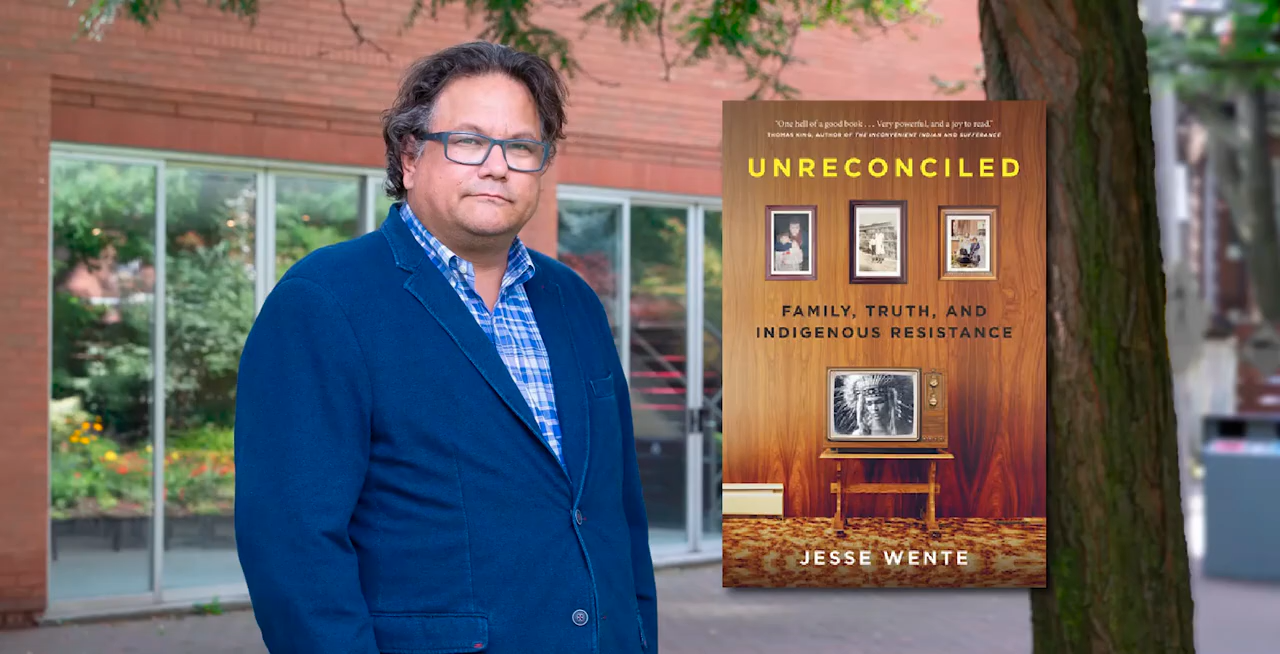 "One hell of a good book . . . Very powerful, and a joy to read."
THOMAS KING, AUTHOR OF THE INCONVENIENT INDIAN AND SUFFERANCE
UNRECONCILED
FAMILY, TRUTH, AND
INDIGENOUS RESISTANCE
JESSE WENTE